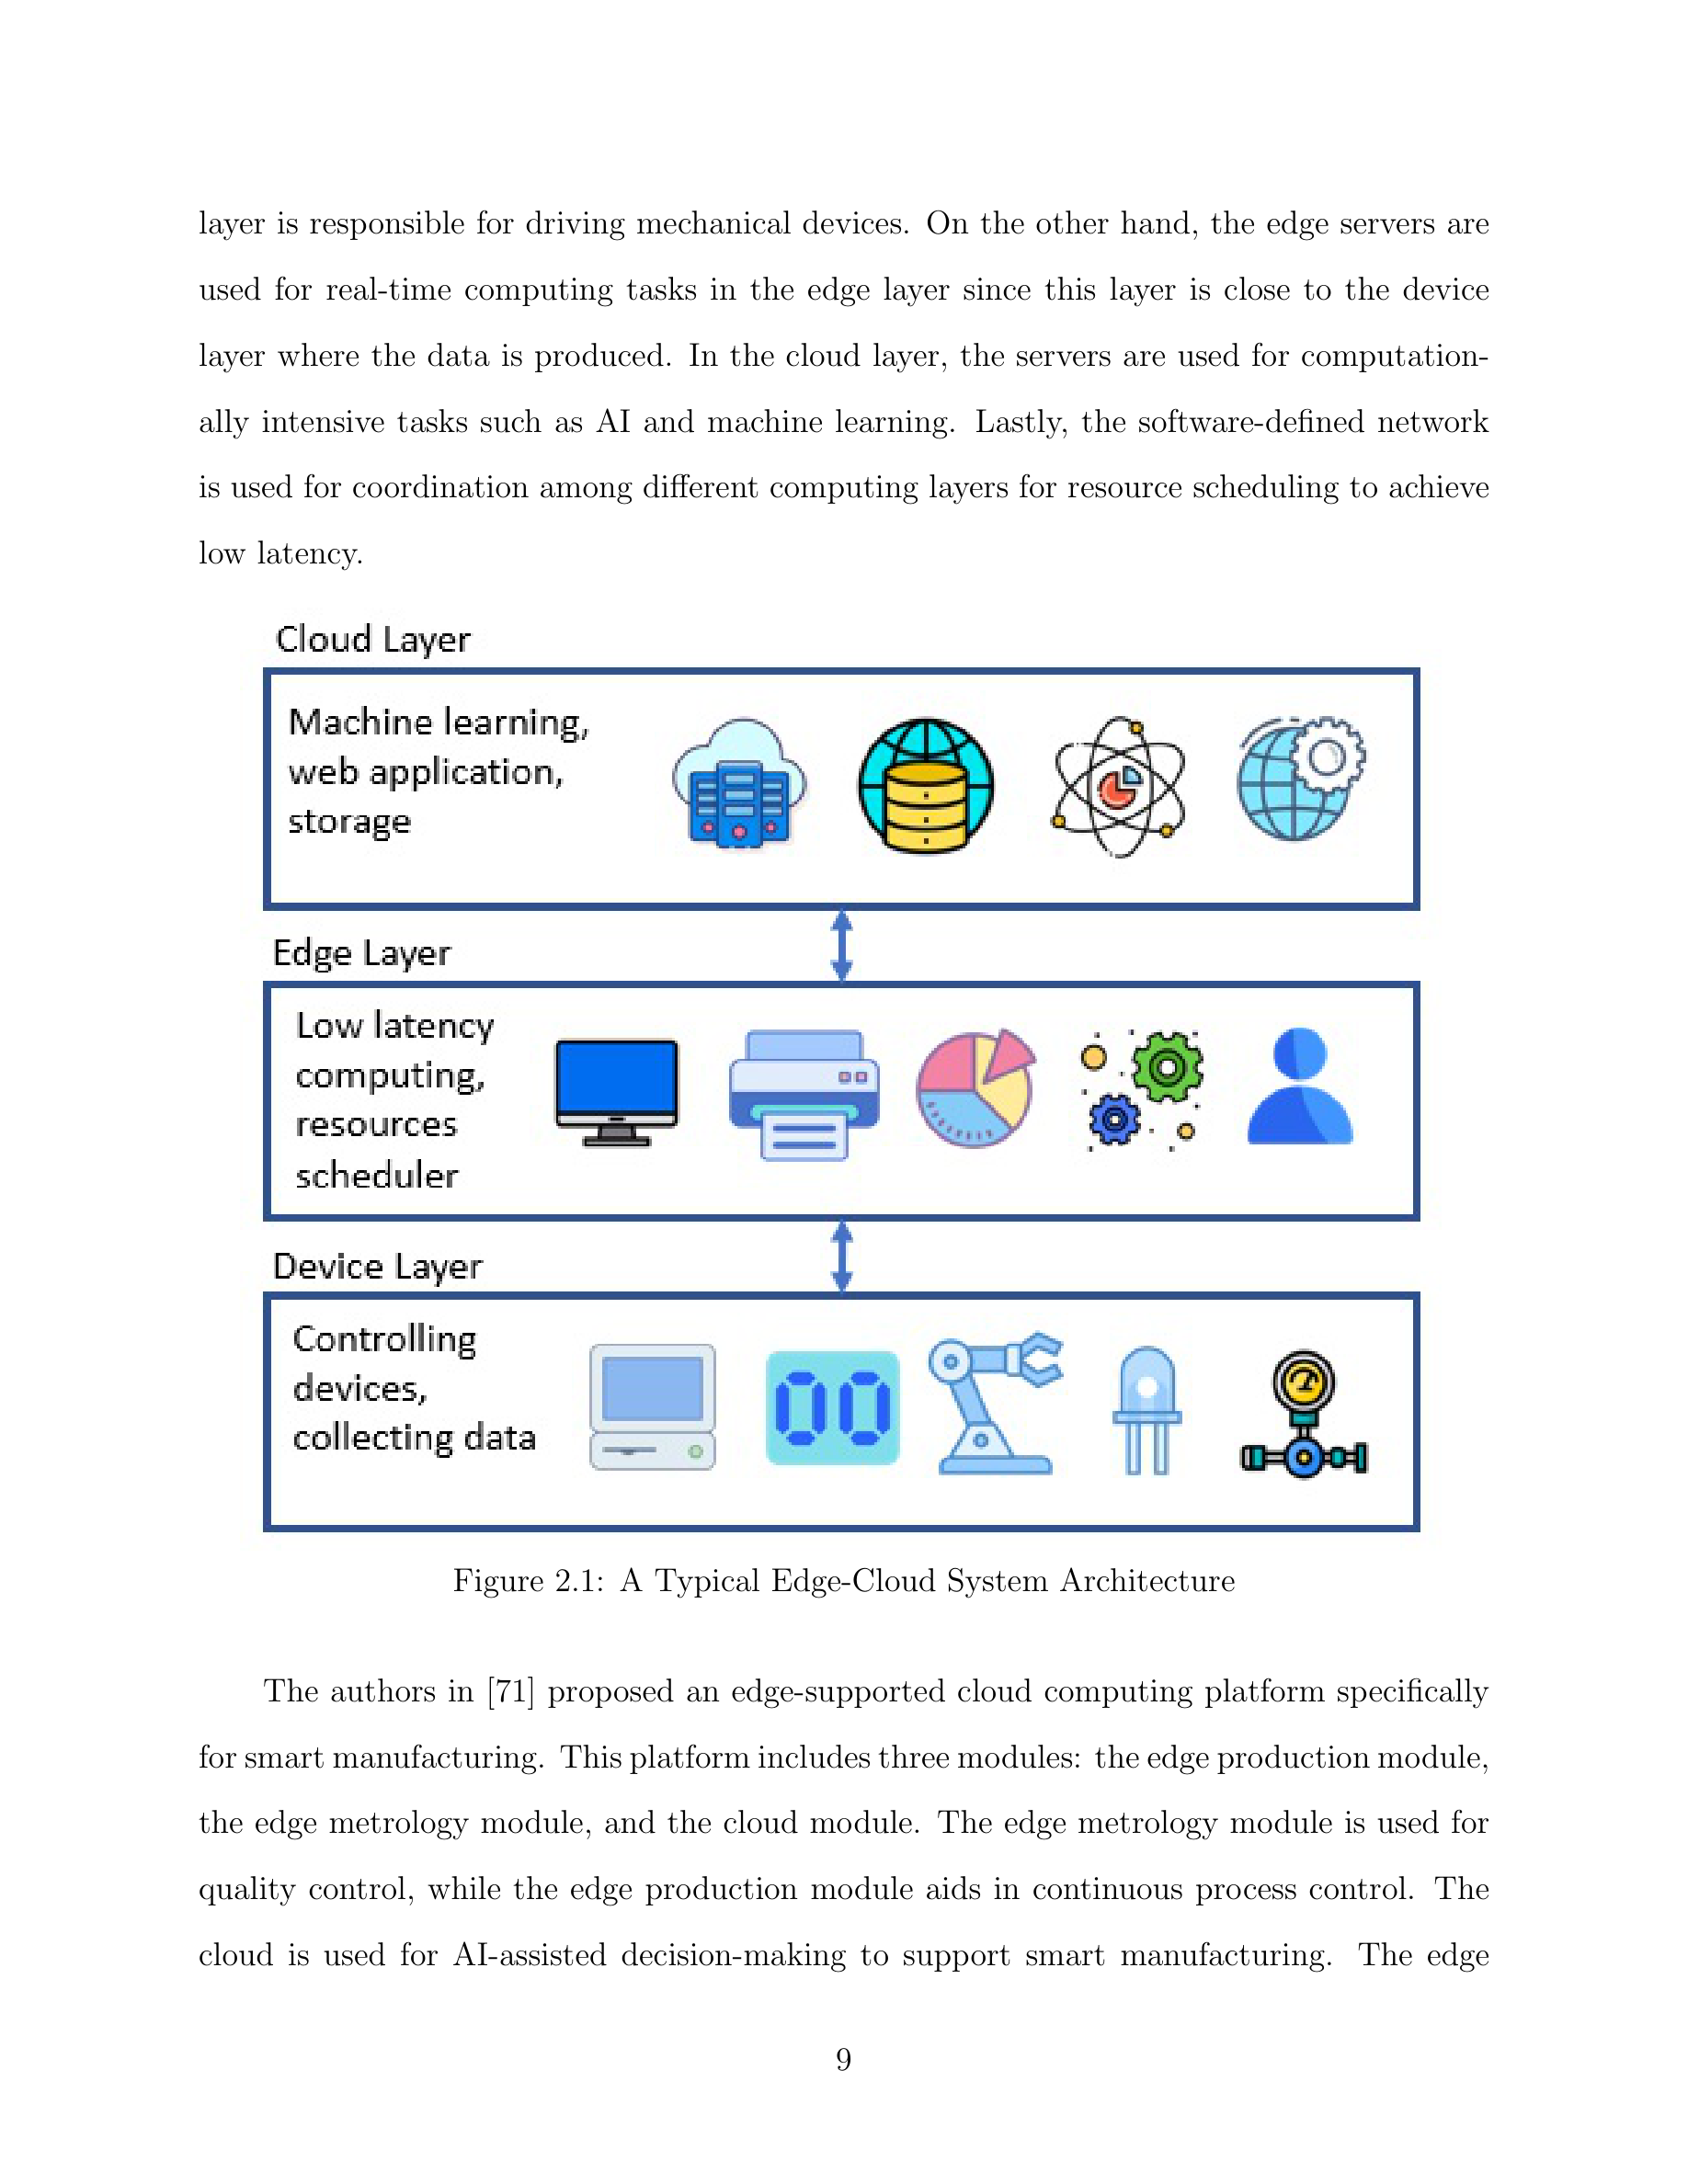 layer is responsible for driving mechanical devices. On the other hand, the edge servers are
used for real-time computing tasks in the edge layer since this layer is close to the device
layer where the data is produced. In the cloud layer, the servers are used for computation-
ally intensive tasks such as AI and machine learning. Lastly, the software-defined network
is used for coordination among different computing layers for resource scheduling to achieve
low latency.
Cloud Layer
Machine learning,
web application,
storage
Edge Layer
Low latency
computing,
resources
scheduler
Device Layer
Controlling
devices,
collecting data
00
Figure 2.1: A Typical Edge-Cloud System Architecture
The authors in [71] proposed an edge-supported cloud computing platform specifically
for smart manufacturing. This platform includes three modules: the edge production module,
the edge metrology module, and the cloud module. The edge metrology module is used for
quality control, while the edge production module aids in continuous process control. The
cloud is used for AI-assisted decision-making to support smart manufacturing. The edge
9